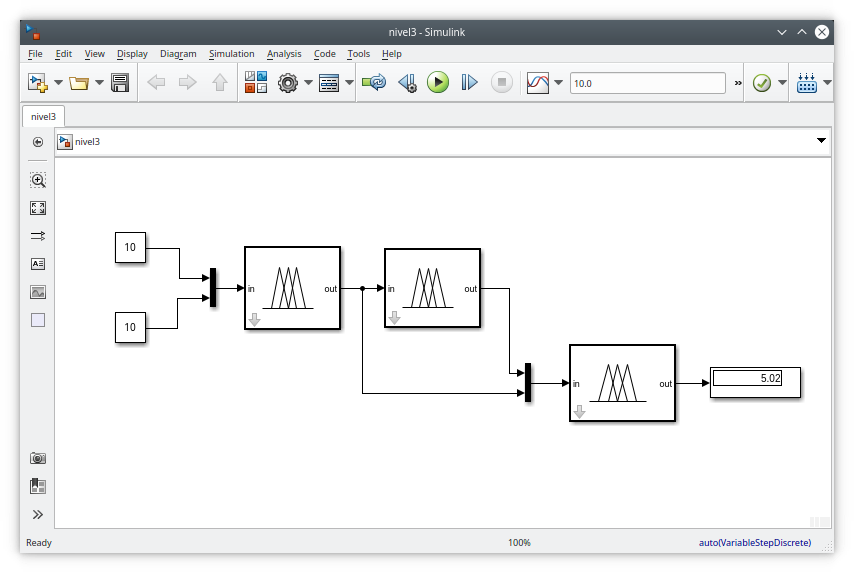 nivel3 - Simulink
File Edit View Display Diagram Simulation Analysis Code Tools Help
10.0 »
nivel3
nivel3
10
in out
in out
10
in out
5.02
Ready 100% auto(VariableStepDiscrete)